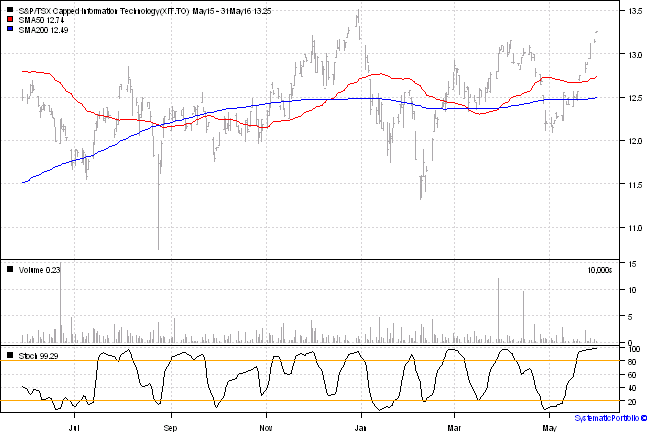 S&P/TSX Capped Information Technology(XIT.TO) May15 - 31May16 13.25
SMA50 12.74
SMA200 12.49
13.5
13.0
12.5
12.0
11.5
11.0
Volume 0.23
15
10,000s
10
5
0
Stoch 99.29
100
80
60
40
20
Jul Sep Nov Jan Mar May
SystematicPortfolio ©